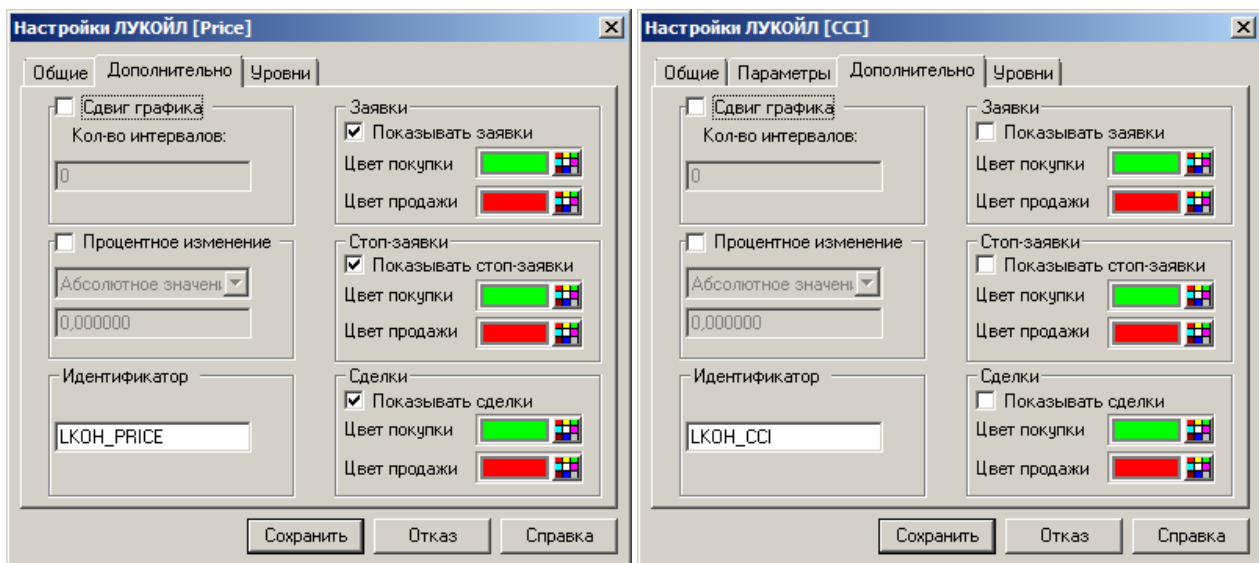 Настройки ЛУКОЙЛ [Price]
Общие Дополнительно Уровни
Сдвиг графика
Кол-во интервалов:
0
Процентное изменение
Абсолютное значени
0,000000
Идентификатор
LKOH_PRICE
Заявки
Показывать заявки
Цвет покупки
Цвет продажи
Стоп-заявки
Показывать стоп-заявки
Цвет покупки
Цвет продажи
Сделки
Показывать сделки
Цвет покупки
Цвет продажи
Сохранить Отказ Справка
Настройки ЛУКОЙЛ [CCI]
Общие Параметры Дополнительно Уровни
Сдвиг графика
Кол-во интервалов:
0
Процентное изменение
Абсолютное значени
0,000000
Идентификатор
LKOH_CCI
Заявки
Показывать заявки
Цвет покупки
Цвет продажи
Стоп-заявки
Показывать стоп-заявки
Цвет покупки
Цвет продажи
Сделки
Показывать сделки
Цвет покупки
Цвет продажи
Сохранить Отказ Справка